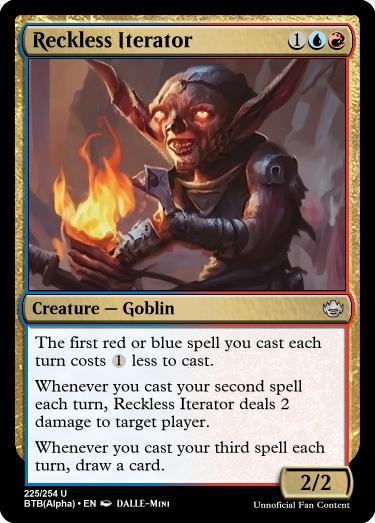 Reckless Iterator 1
Creature — Goblin
The first red or blue spell you cast each
turn costs 1 less to cast.
Whenever you cast your second spell
each turn, Reckless Iterator deals 2
damage to target player.
Whenever you cast your third spell each
turn, draw a card.
2/2
225/254 U
BTB(Alpha) • EN DALLE-Mini
Unnoficial Fan Content